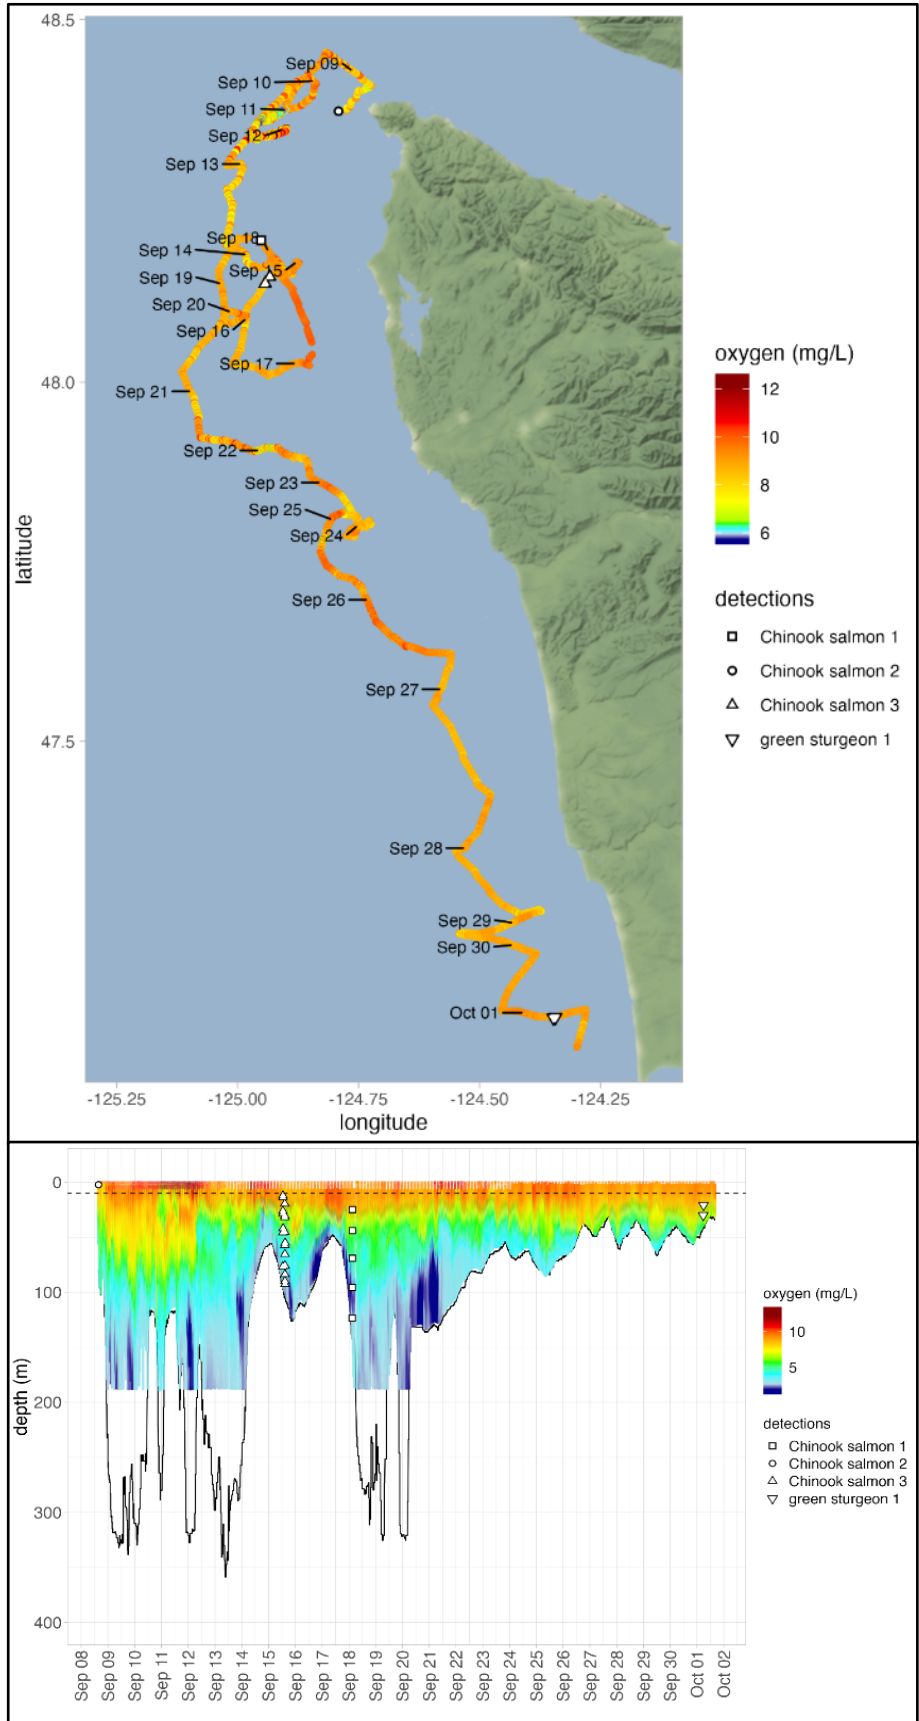 48.5
48.0
47.5
latitude
Sep 09
Sep 10
Sep 11
Sep 12
Sep 13
Sep 18
Sep 14
Sep 15
Sep 19
Sep 20
Sep 16
Sep 17
Sep 21
Sep 22
Sep 23
Sep 25
Sep 24
Sep 26
Sep 27
Sep 28
Sep 29
Sep 30
Oct 01
-125.25 -125.00 -124.75 -124.50 -124.25
longitude
oxygen (mg/L)
12
10
8
6
detections
Chinook salmon 1
Chinook salmon 2
Chinook salmon 3
green sturgeon 1
0
100
200
300
400
depth (m)
Sep 08 Sep 09 Sep 10 Sep 11 Sep 12 Sep 13 Sep 14 Sep 15 Sep 16 Sep 17 Sep 18 Sep 19 Sep 20 Sep 21 Sep 22 Sep 23 Sep 24 Sep 25 Sep 26 Sep 27 Sep 28 Sep 29 Sep 30 Oct 01 Oct 02
oxygen (mg/L)
10
5
detections
Chinook salmon 1
Chinook salmon 2
Chinook salmon 3
green sturgeon 1